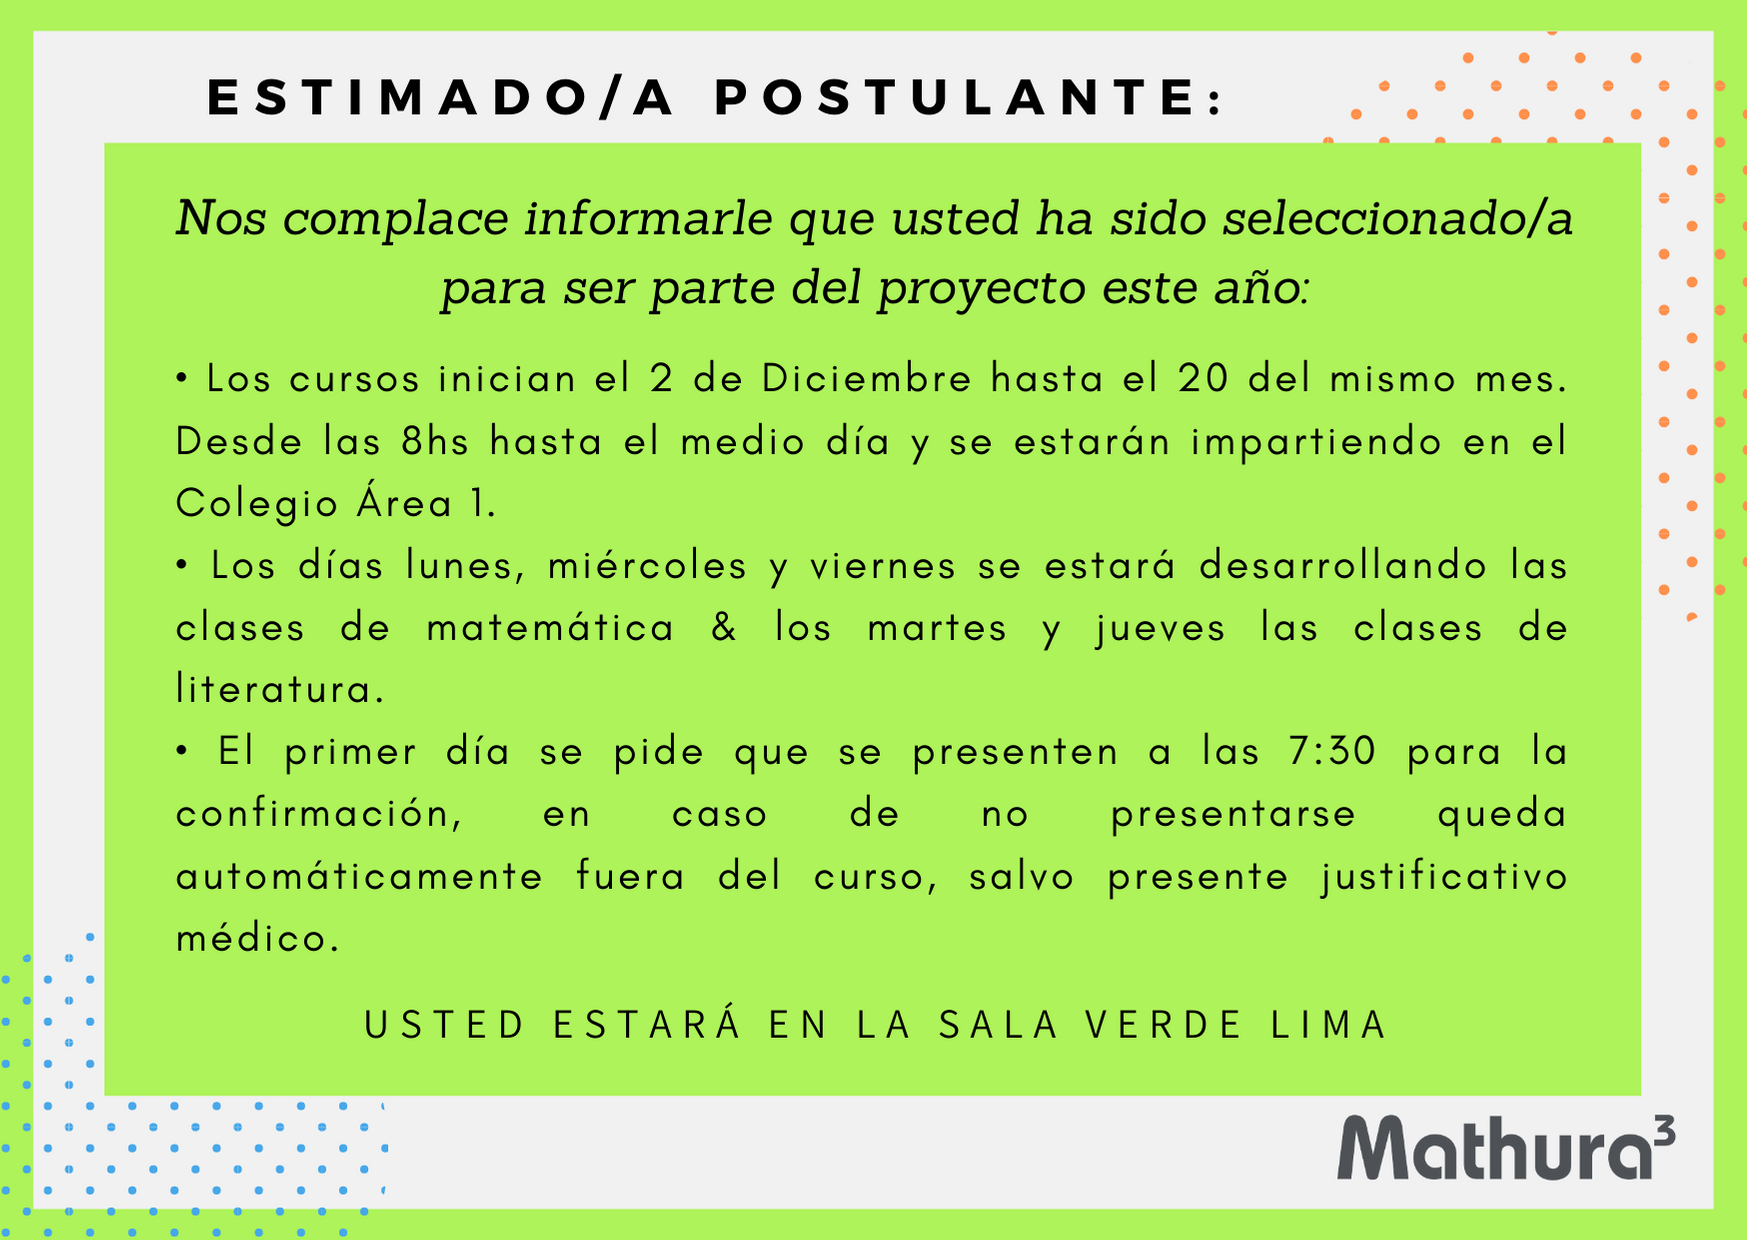 ESTIMADO/A POSTULANTE:
Nos complace informarle que usted ha sido seleccionado/a
para ser parte del proyecto este año:
• Los cursos inician el 2 de Diciembre hasta el 20 del mismo mes.
Desde las 8hs hasta el medio día y se estarán impartiendo en el
Colegio Área 1.
• Los días lunes, miércoles y viernes se estará desarrollando las
clases de matemática & los martes y jueves las clases de
literatura.
• El primer día se pide que se presenten a las 7:30 para la
confirmación, en caso de no presentarse queda
automáticamente fuera del curso, salvo presente justificativo
médico.
USTED ESTARÁ EN LA SALA VERDE LIMA
Mathura³